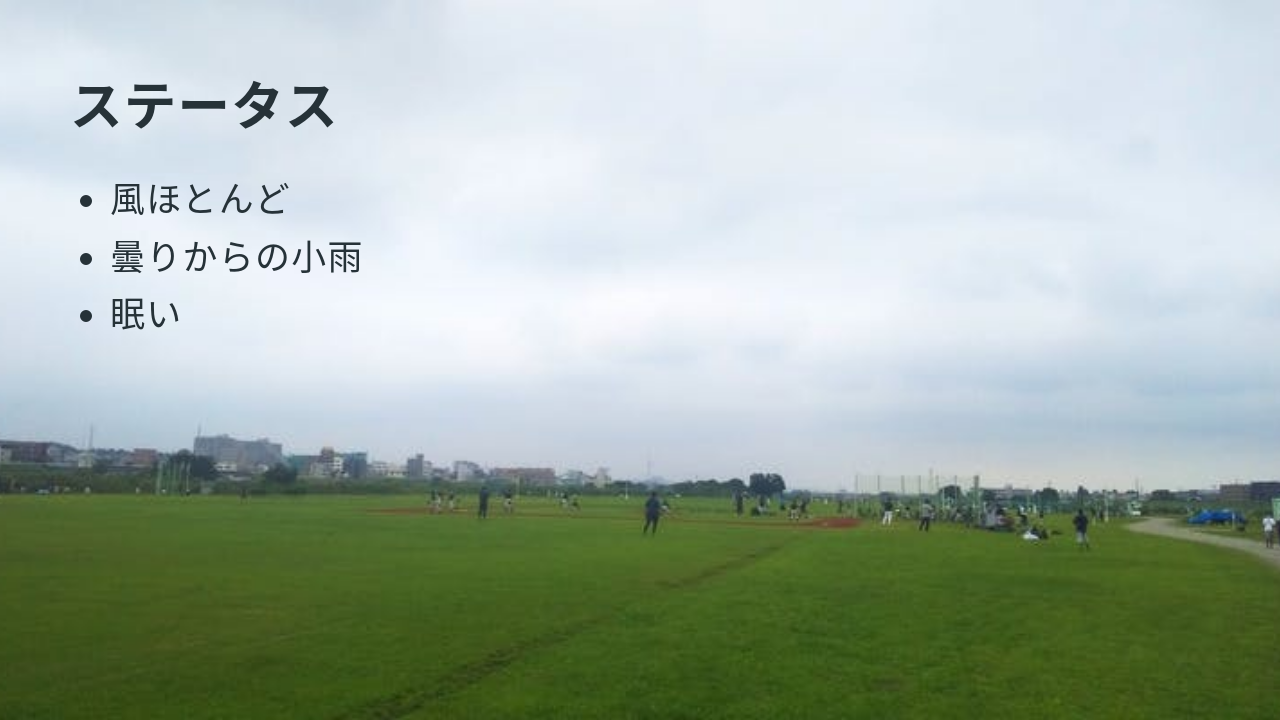 ステータス
風ほとんど
曇りからの小雨
眠い